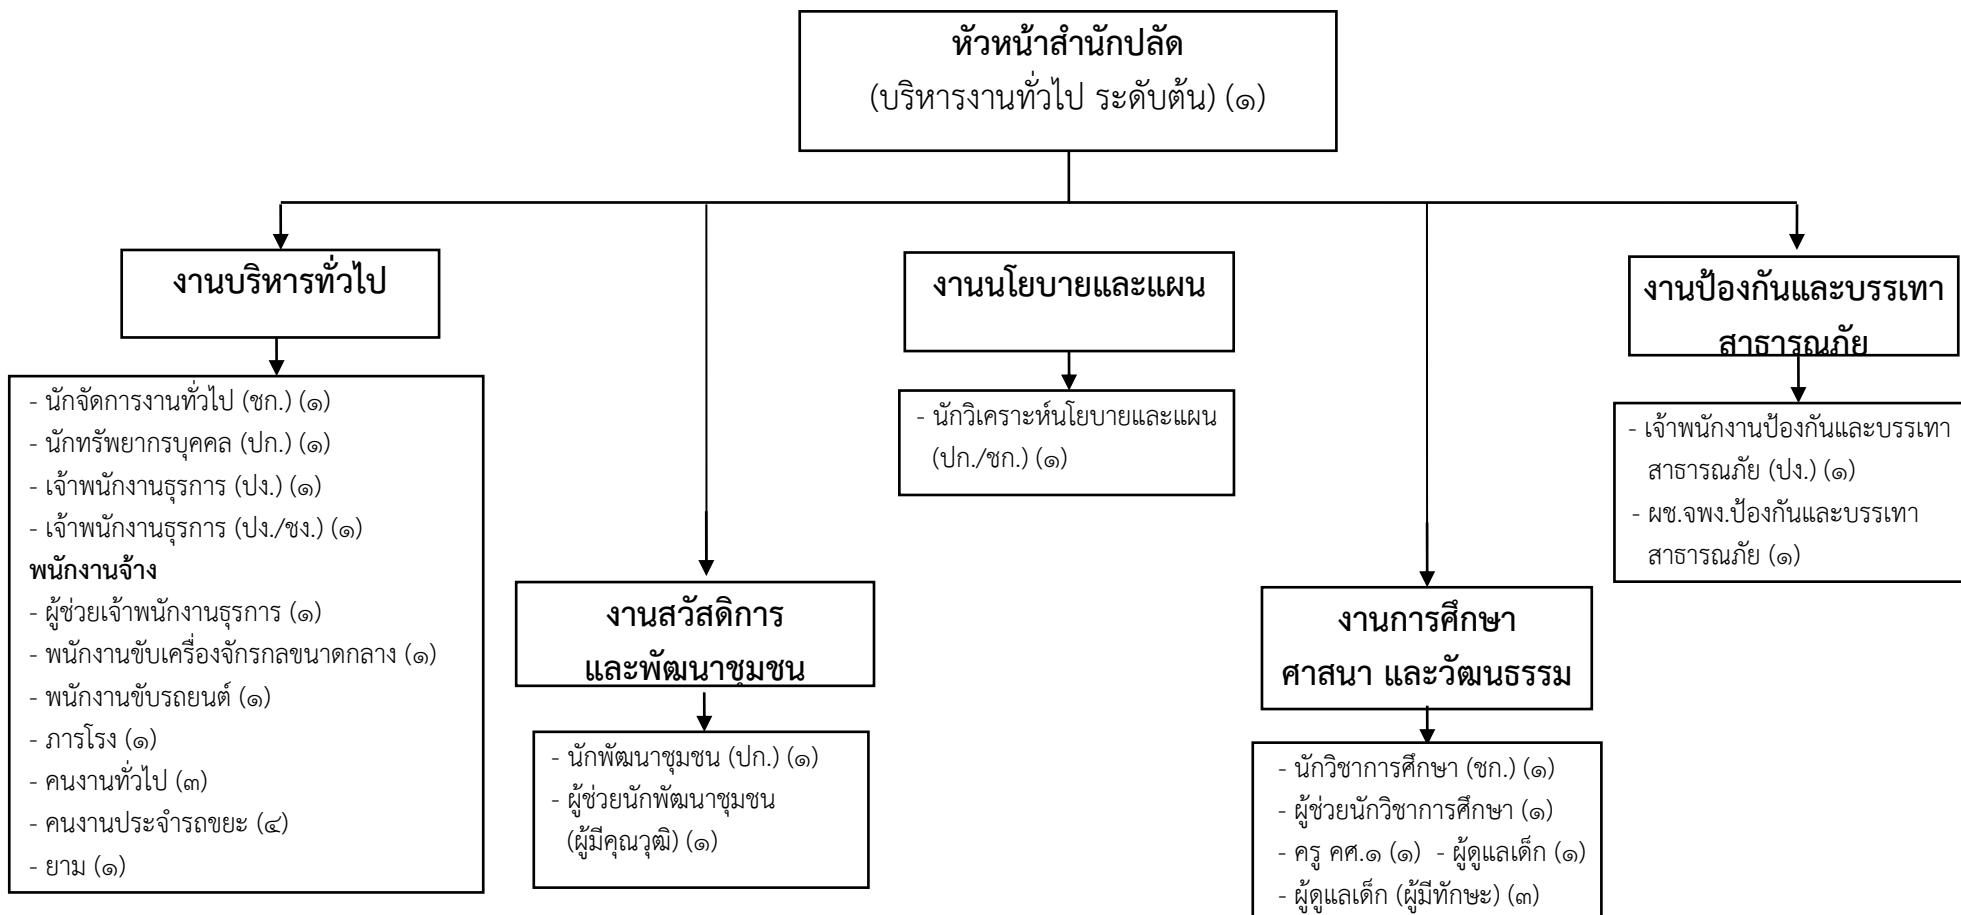 หัวหน้าสำนักปลัด
(บริหารงานทั่วไป ระดับต้น) (๑)
งานบริหารทั่วไป
- นักจัดการงานทั่วไป (ชก.) (๑)
- นักทรัพยากรบุคคล (ปก.) (๑)
- เจ้าพนักงานธุรการ (ปง.) (๑)
- เจ้าพนักงานธุรการ (ปง./ชง.) (๑)
พนักงานจ้าง
- ผู้ช่วยเจ้าพนักงานธุรการ (๑)
- พนักงานขับเครื่องจักรกลขนาดกลาง (๑)
- พนักงานขับรถยนต์ (๑)
- ภารโรง (๑)
- คนงานทั่วไป (๓)
- คนงานประจำรถขยะ (๔)
- ยาม (๑)
งานสวัสดิการ
และพัฒนาชุมชน
- นักพัฒนาชุมชน (ปก.) (๑)
- ผู้ช่วยนักพัฒนาชุมชน
(ผู้มีคุณวุฒิ) (๑)
งานนโยบายและแผน
- นักวิเคราะห์นโยบายและแผน
(ปก./ชก.) (๑)
งานการศึกษา
ศาสนา และวัฒนธรรม
- นักวิชาการศึกษา (ชก.) (๑)
- ผู้ช่วยนักวิชาการศึกษา (๑)
- ครู คศ.๑ (๑) - ผู้ดูแลเด็ก (๑)
- ผู้ดูแลเด็ก (ผู้มีทักษะ) (๓)
งานป้องกันและบรรเทา
สาธารณภัย
- เจ้าพนักงานป้องกันและบรรเทา
สาธารณภัย (ปง.) (๑)
- ผช.จพง.ป้องกันและบรรเทา
สาธารณภัย (๑)